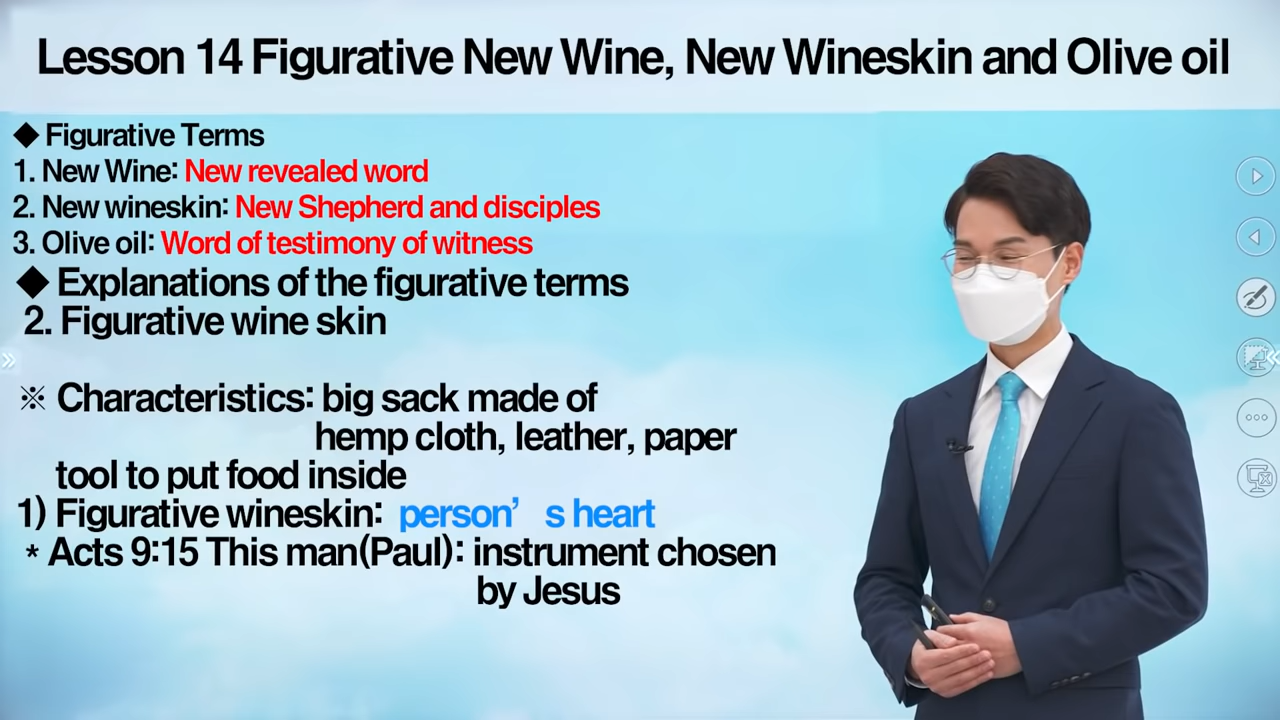 Lesson 14 Figurative New Wine, New Wineskin and Olive oil
◆ Figurative Terms
1. New Wine: New revealed word
2. New wineskin: New Shepherd and disciples
3. Olive oil: Word of testimony of witness
◆ Explanations of the figurative terms
2. Figurative wine skin
※ Characteristics: big sack made of
hemp cloth, leather, paper
tool to put food inside
1) Figurative wineskin: person’ s heart
* Acts 9:15 This man(Paul): instrument chosen
by Jesus